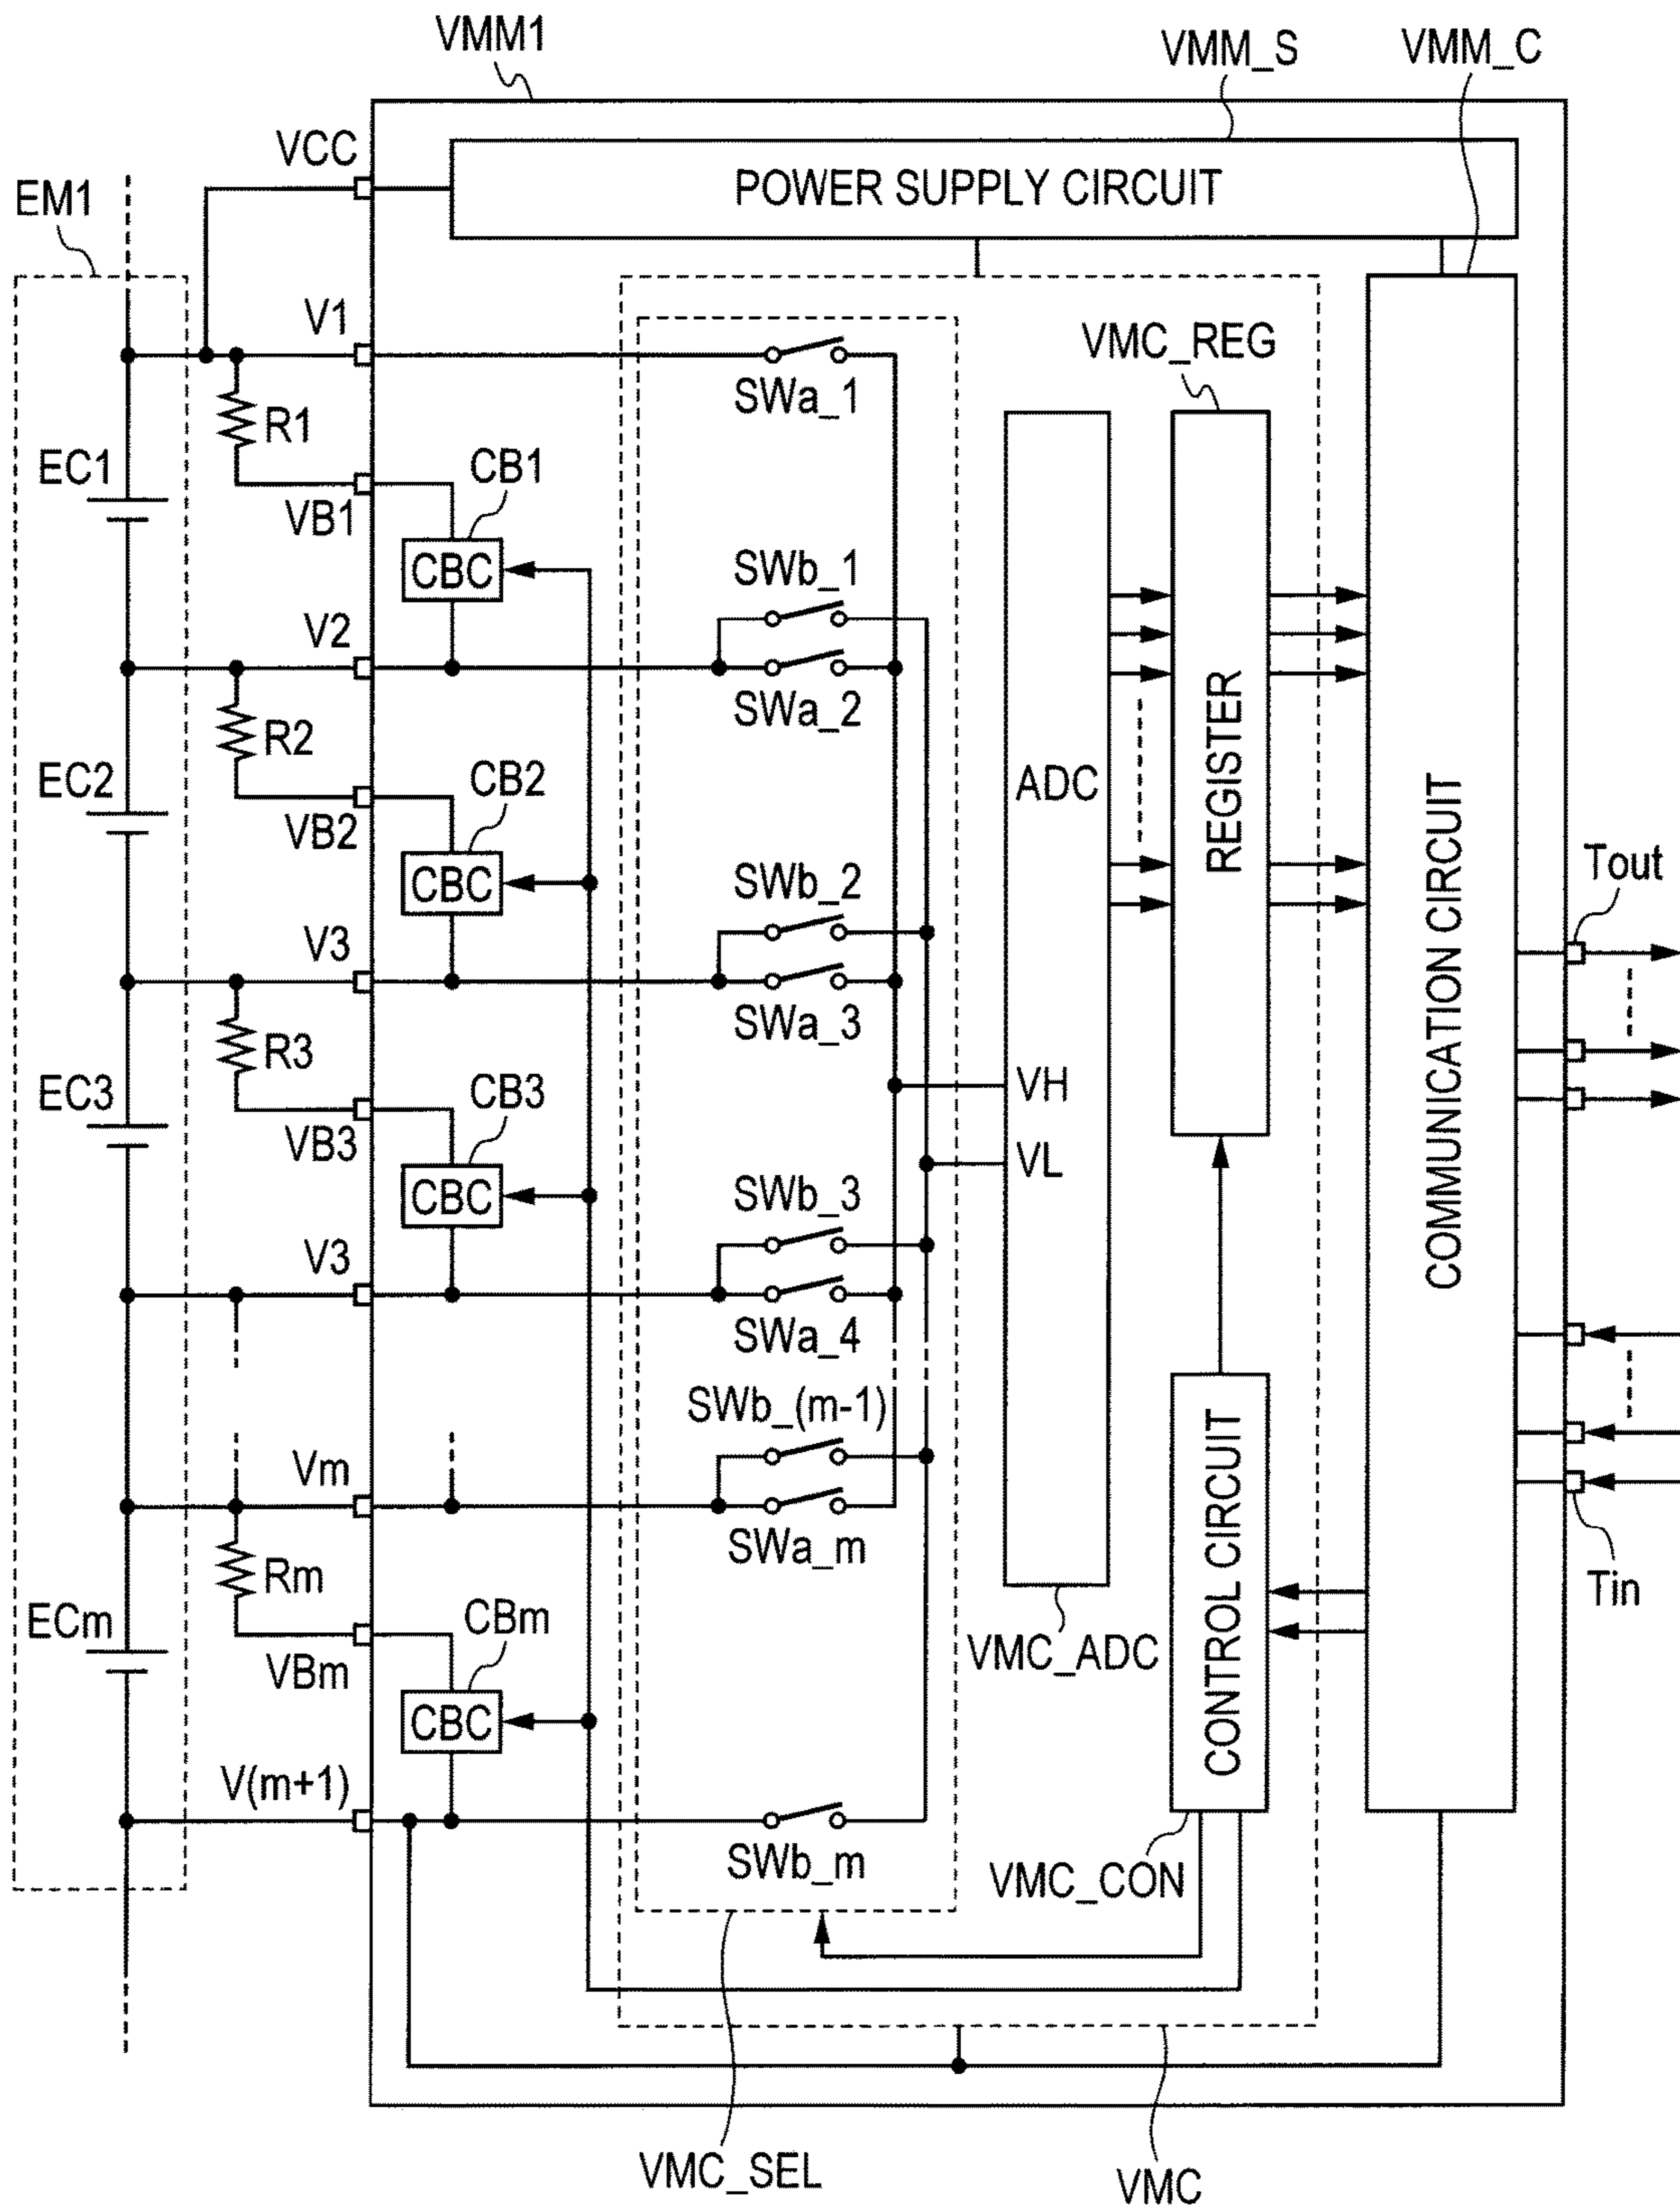 VMM1
VMM_S
VMM_C
VCC
POWER SUPPLY CIRCUIT
EM1
V1
VMC_REG
SWa_1
R1
EC1
CB1
VB1
CBC
SWb_1
V2
SWa_2
R2
EC2
CB2
ADC
REGISTER
COMMUNICATION CIRCUIT
VB2
CBC
SWb_2
Tout
V3
SWa_3
R3
EC3
CB3
VH
VB3
VL
CBC
SWb_3
V3
SWa_4
SWb_(m-1)
Vm
SWa_m
CONTROL CIRCUIT
Rm
Tin
ECm
CBm
VMC_ADC
VBm
CBC
V(m+1)
SWb_m
VMC_CON
VMC_SEL
VMC